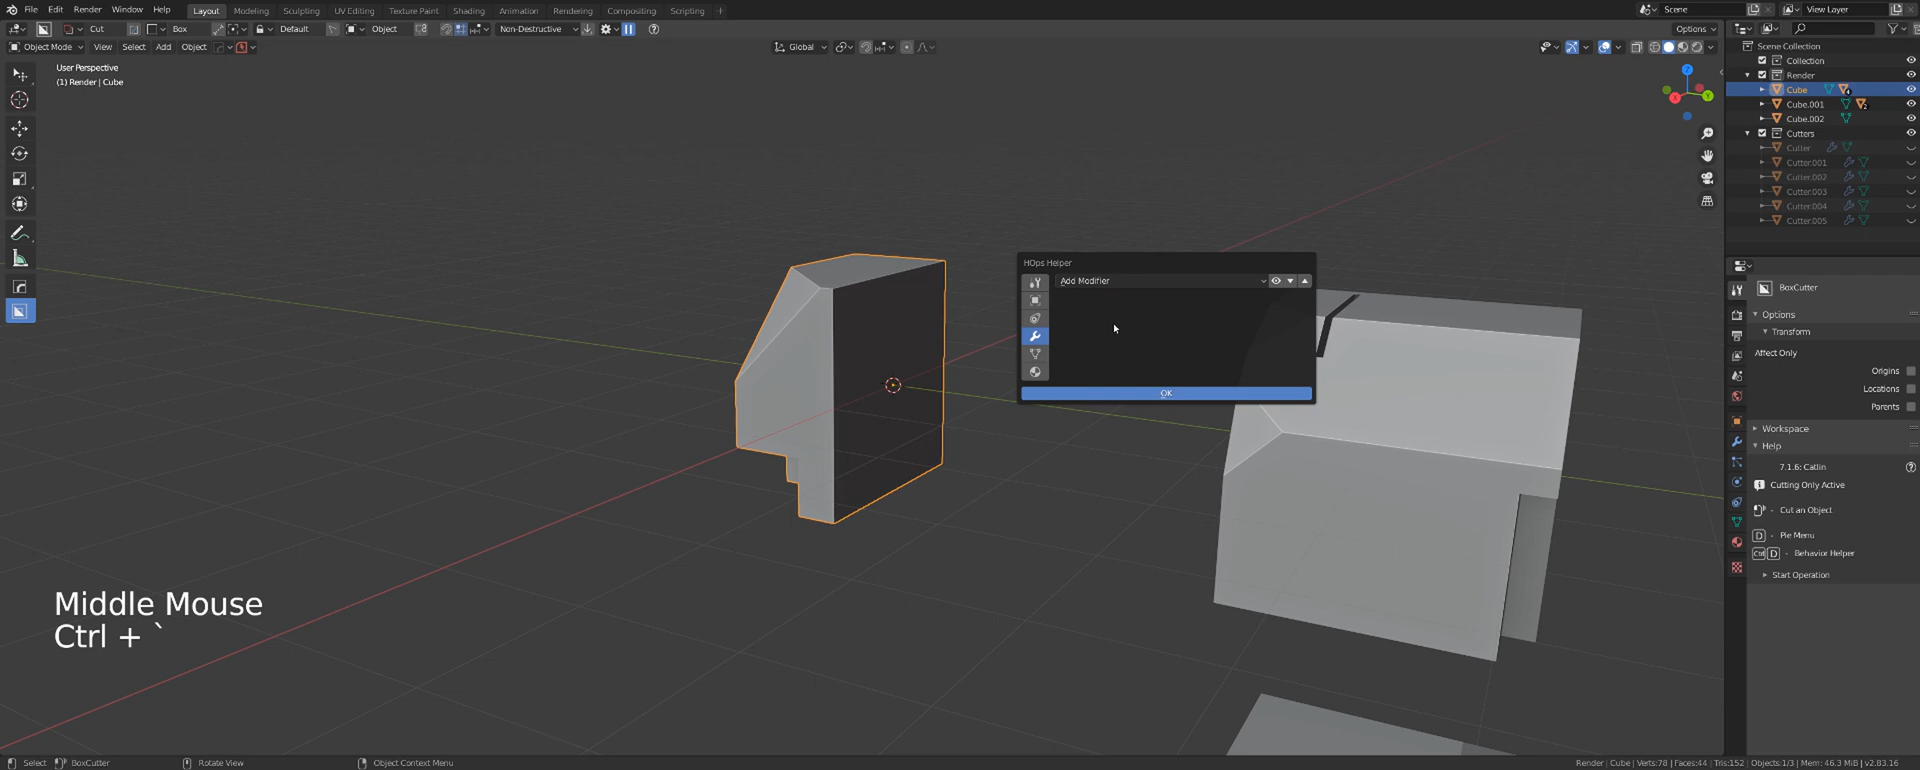 File Edit Render Window Help Layout Modeling Sculpting UV Editing Texture Paint Shading Animation Rendering Compositing Scripting + Scene View Layer
Cut Box Default Object Non-Destructive Options
Object Mode View Select Add Object Global
User Perspective
(1) Render | Cube
Scene Collection
Collection
Render
Cube
Cube.001
Cube.002
Cutters
Cutter
Cutter.001
Cutter.002
Cutter.003
Cutter.004
Cutter.005
HOps Helper
Add Modifier
OK
BoxCutter
Options
Transform
Affect Only
Origins
Locations
Parents
Workspace
Help
7.1.6: Catlin
Cutting Only Active
- Cut an Object
D - Pie Menu
Ctrl D - Behavior Helper
Start Operation
Middle Mouse
Ctrl + `
Select BoxCutter Rotate View Object Context Menu Render | Cube | Verts:78 | Faces:44 | Tris:152 | Objects:1/3 | Mem: 46.3 MiB | v2.83.16